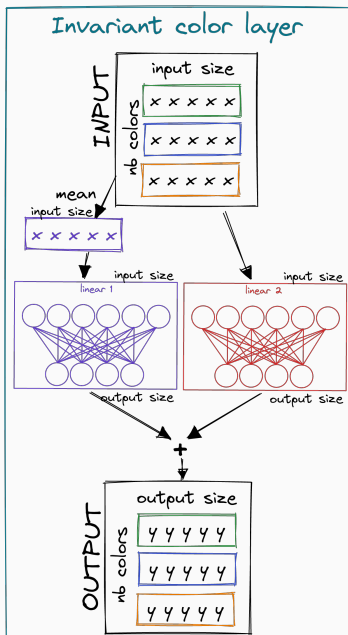 Invariant color layer
INPUT
input size
nb colors
x x x x x
x x x x x
x x x x x
mean
input size
x x x x x
input size
linear 1
output size
input size
linear 2
output size
+
OUTPUT
output size
nb colors
y y y y y
y y y y y
y y y y y